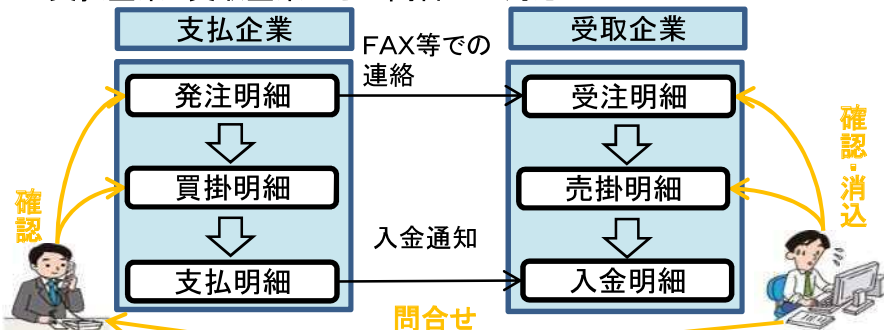 支払企業
受取企業
FAX等での
連絡
発注明細
受注明細
確認・消込
買掛明細
売掛明細
確認
入金通知
支払明細
入金明細
問合せ